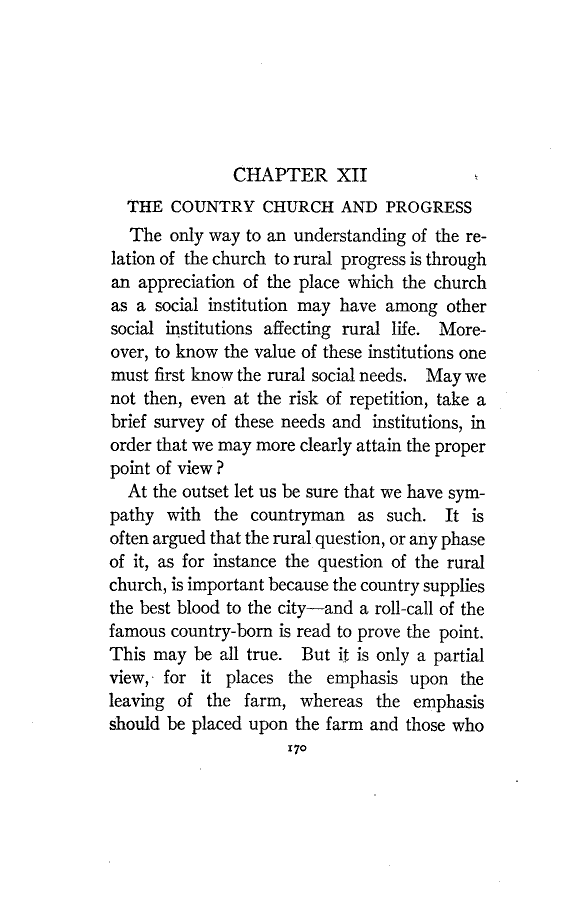 CHAPTER XII
THE COUNTRY CHURCH AND PROGRESS
The only way to an understanding of the re-
lation of the church to rural progress is through
an appreciation of the place which the church
as a social institution may have among other
social institutions affecting rural life. More-
over, to know the value of these institutions one
must first know the rural social needs. May we
not then, even at the risk of repetition, take a
brief survey of these needs and institutions, in
order that we may more clearly attain the proper
point of view?
At the outset let us be sure that we have sym-
pathy with the countryman as such. It is
often argued that the rural question, or any phase
of it, as for instance the question of the rural
church, is important because the country supplies
the best blood to the city—and a roll-call of the
famous country-born is read to prove the point.
This may be all true. But it is only a partial
view, for it places the emphasis upon the
leaving of the farm, whereas the emphasis
should be placed upon the farm and those who
170